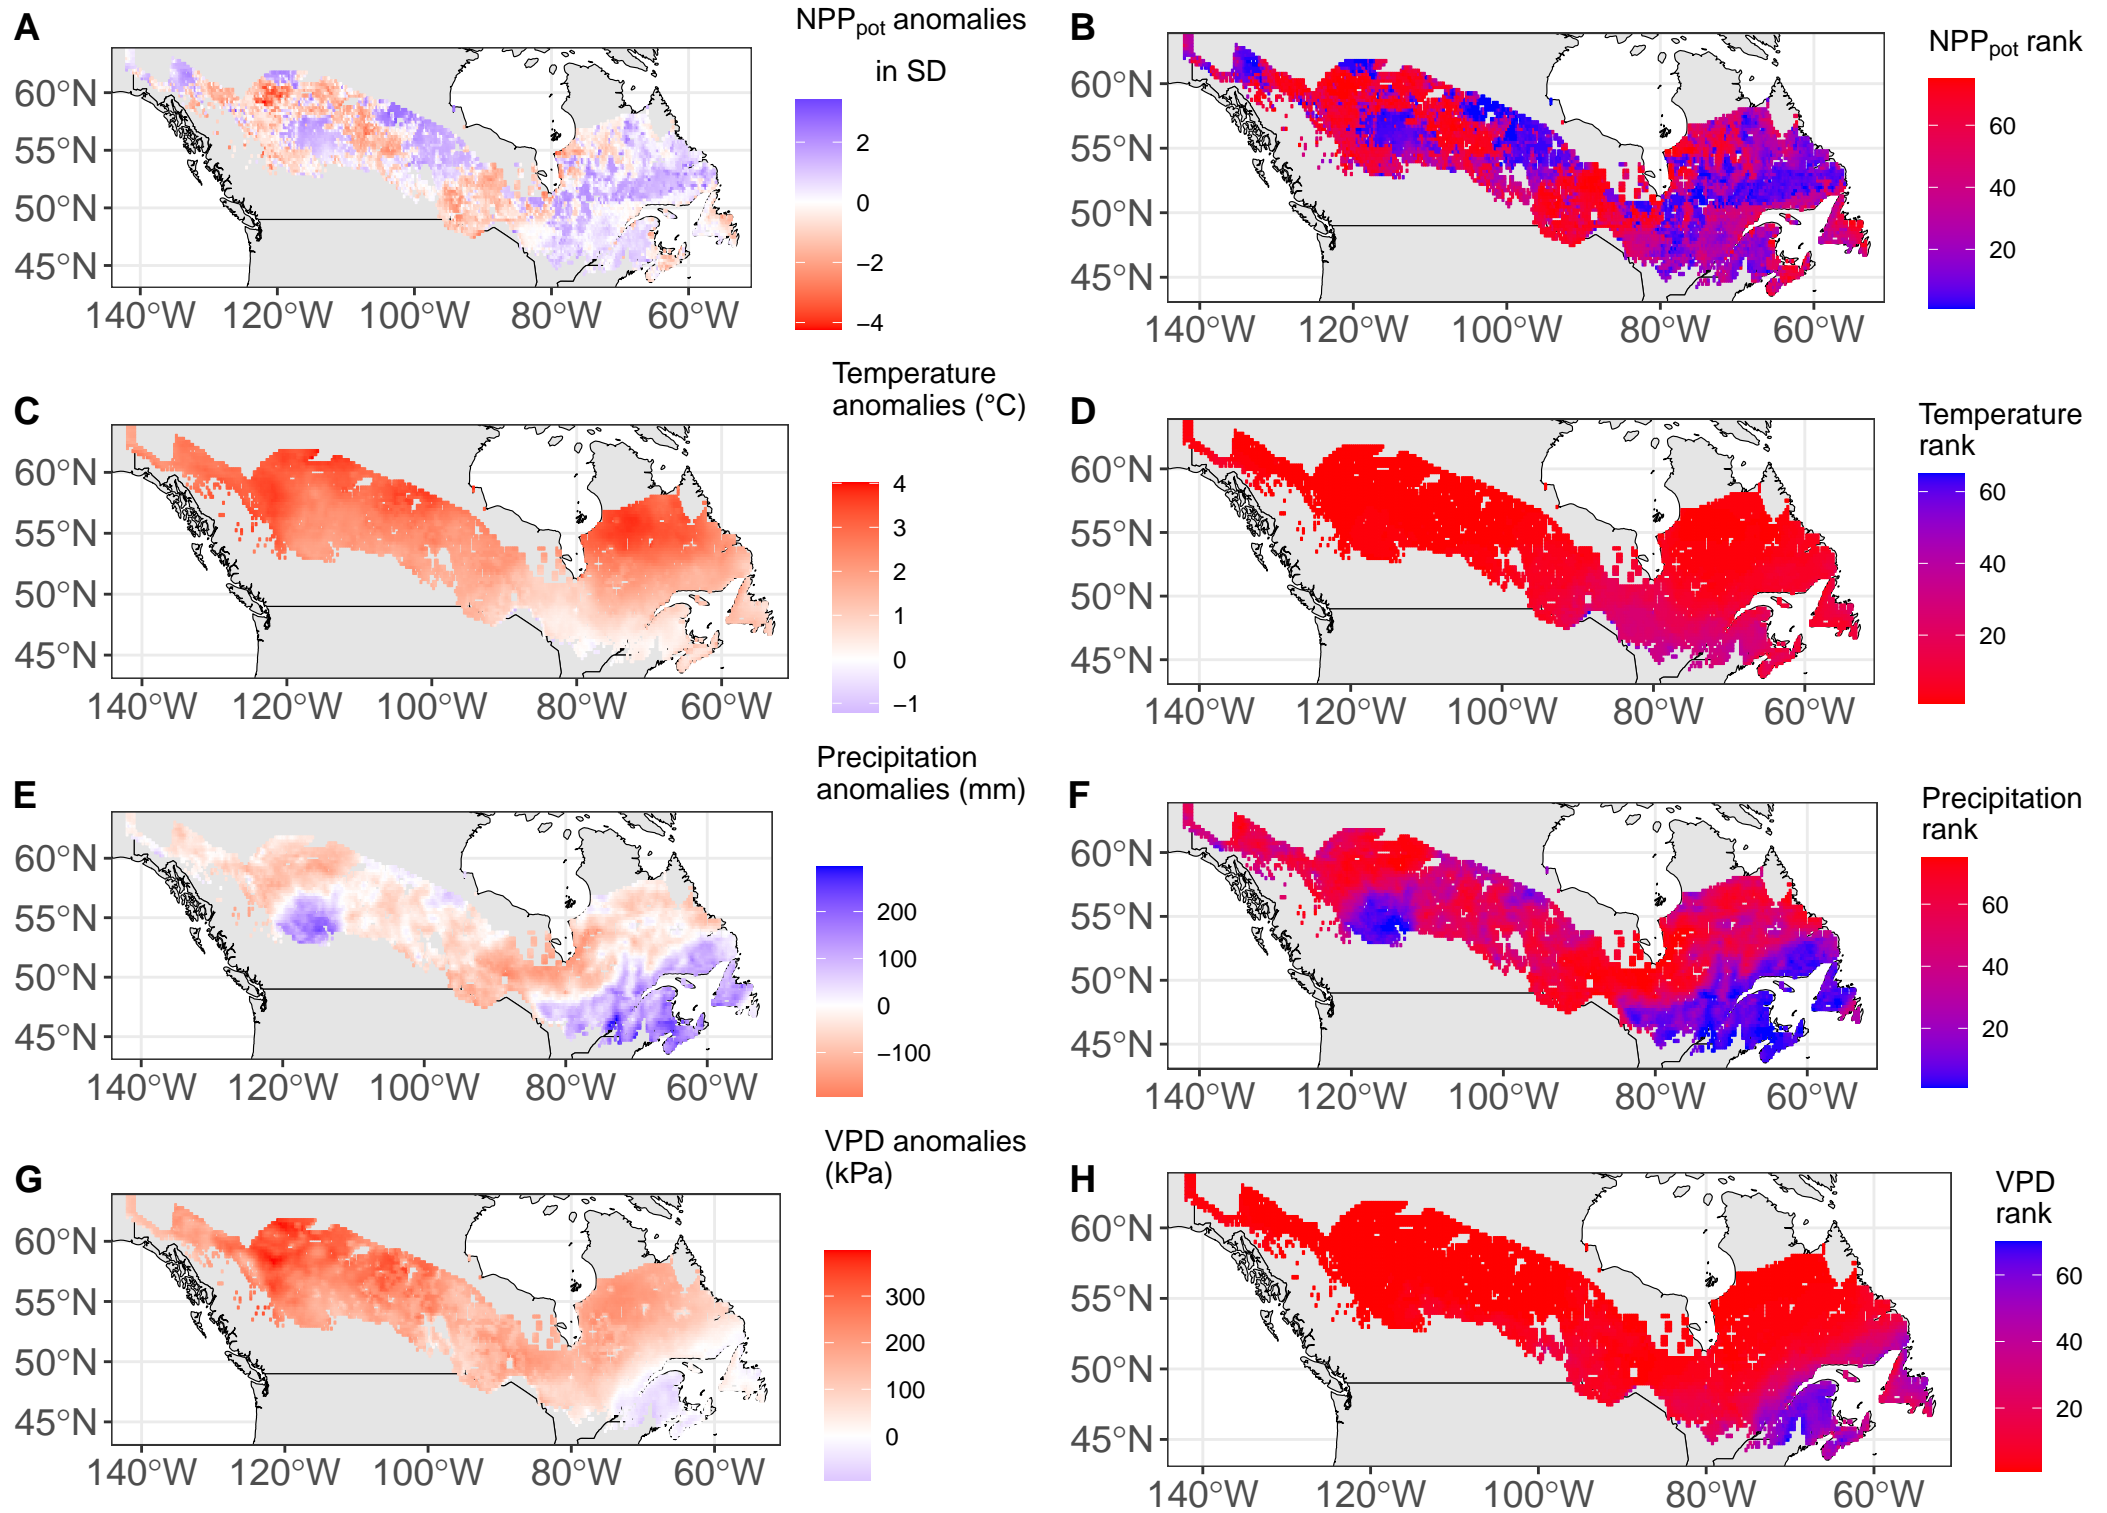 A
NPPpot anomalies
in SD
2
0
−2
−4
60°N
55°N
50°N
45°N
140°W 120°W 100°W 80°W 60°W
B
NPPpot rank
60
40
20
60°N
55°N
50°N
45°N
140°W 120°W 100°W 80°W 60°W
C
Temperature
anomalies (°C)
4
3
2
1
0
−1
60°N
55°N
50°N
45°N
140°W 120°W 100°W 80°W 60°W
D
Temperature
rank
60
40
20
60°N
55°N
50°N
45°N
140°W 120°W 100°W 80°W 60°W
E
Precipitation
anomalies (mm)
200
100
0
−100
60°N
55°N
50°N
45°N
140°W 120°W 100°W 80°W 60°W
F
Precipitation
rank
60
40
20
60°N
55°N
50°N
45°N
140°W 120°W 100°W 80°W 60°W
G
VPD anomalies
(kPa)
300
200
100
0
60°N
55°N
50°N
45°N
140°W 120°W 100°W 80°W 60°W
H
VPD
rank
60
40
20
60°N
55°N
50°N
45°N
140°W 120°W 100°W 80°W 60°W